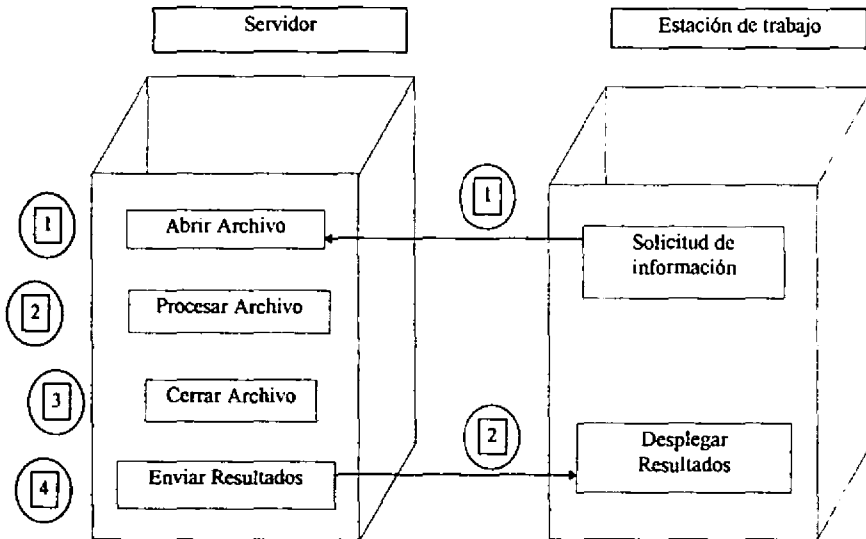 Servidor
Estación de trabajo
1
1
Abrir Archivo
Solicitud de
información
2
Procesar Archivo
3
Cerrar Archivo
2
Desplegar
Resultados
4
Enviar Resultados